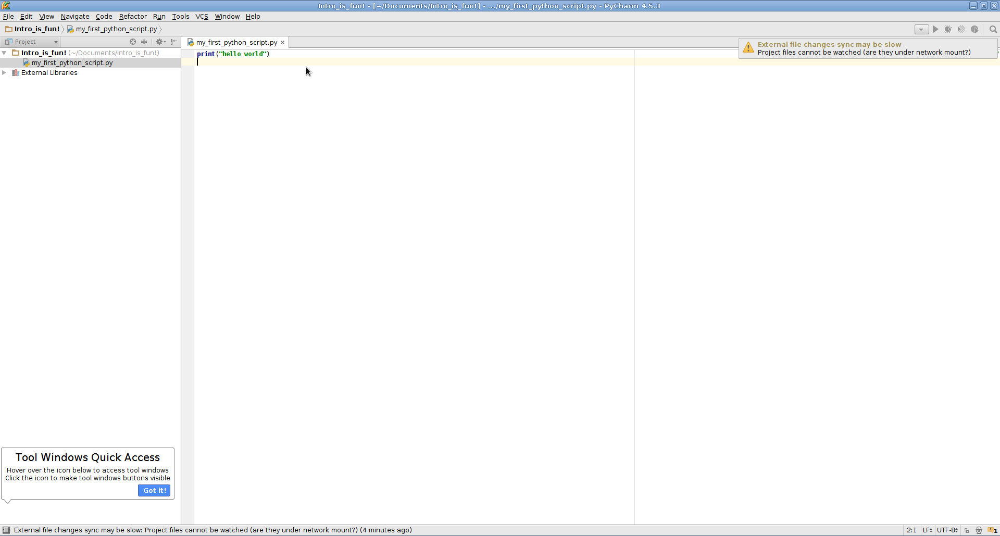 Intro_is_fun! - [~/Documents/Intro_is_fun!] - .../my_first_python_script.py - PyCharm 4.5.3
File Edit View Navigate Code Refactor Run Tools VCS Window Help
Intro_is_fun! my_first_python_script.py
Project
my_first_python_script.py
Intro_is_fun! (~/Documents/Intro_is_fun!)
my_first_python_script.py
External Libraries
print("hello world")
External file changes sync may be slow
Project files cannot be watched (are they under network mount?)
Tool Windows Quick Access
Hover over the icon below to access tool windows
Click the icon to make tool windows buttons visible
Got it!
External file changes sync may be slow: Project files cannot be watched (are they under network mount?) (4 minutes ago)
2:1 LF UTF-8 1